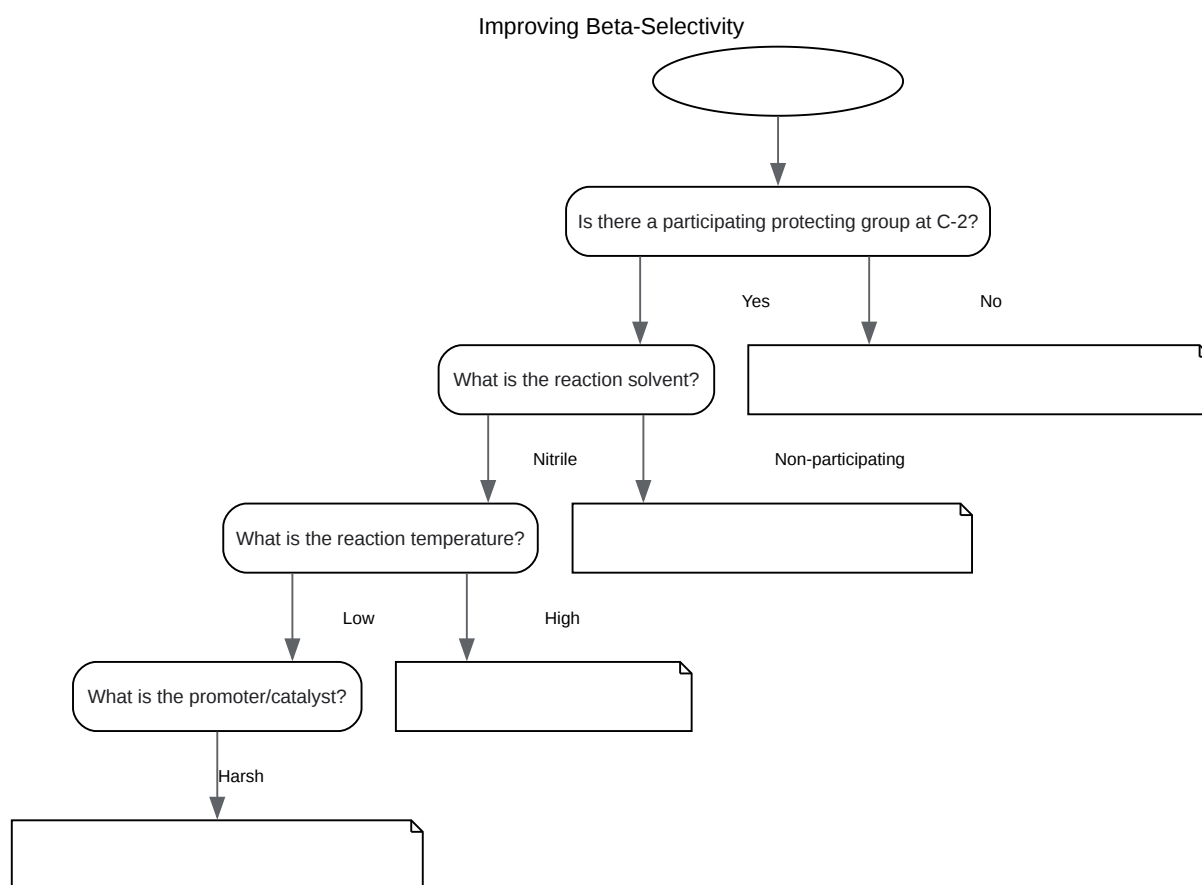 Improving Beta-Selectivity
Is there a participating protecting group at C-2?
Yes
No
What is the reaction solvent?
Nitrile
Non-participating
What is the reaction temperature?
Low
High
What is the promoter/catalyst?
Harsh